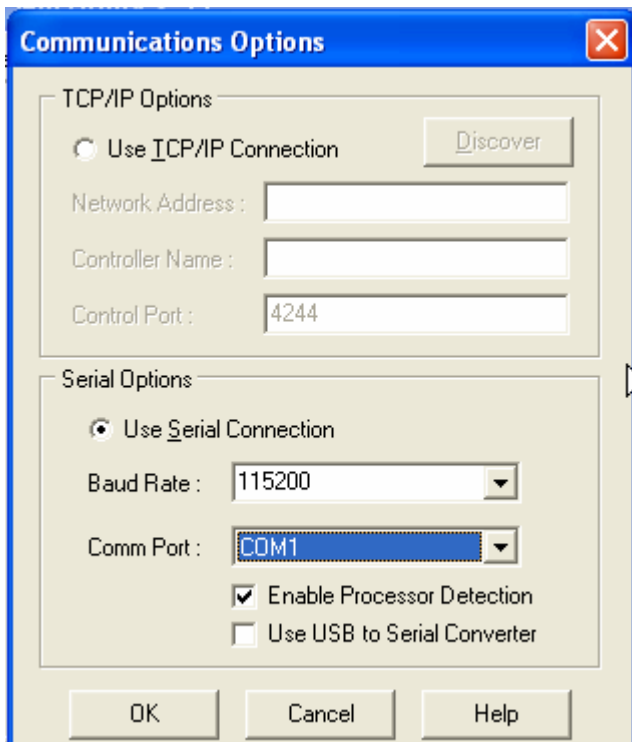 Communications Options
TCP/IP Options
Use TCP/IP Connection
Discover
Network Address :
Controller Name :
Control Port : 4244
Serial Options
Use Serial Connection
Baud Rate : 115200
Comm Port : COM1
Enable Processor Detection
Use USB to Serial Converter
OK Cancel Help